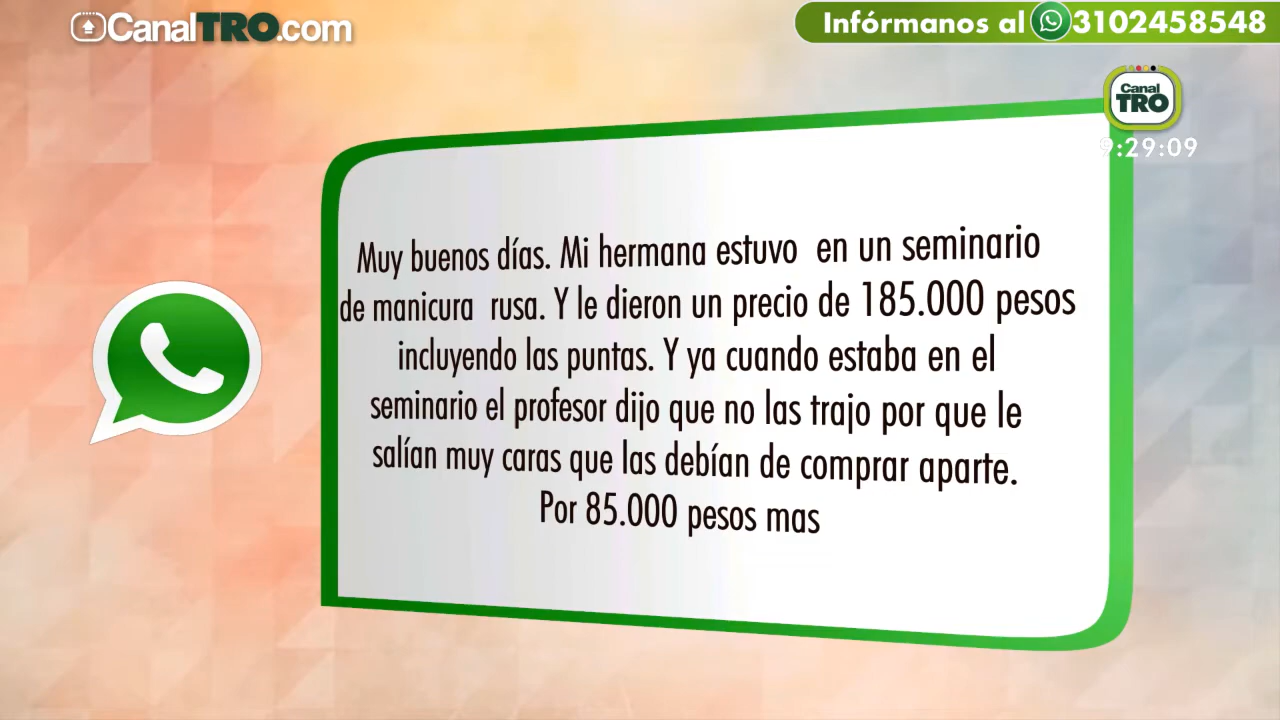 CanalTRO.com
Infórmanos al 3102458548
Canal
TRO
9:29:09
Muy buenos días. Mi hermana estuvo en un seminario
de manicura rusa. Y le dieron un precio de 185.000 pesos
incluyendo las puntas. Y ya cuando estaba en el
seminario el profesor dijo que no las trajo por que le
salían muy caras que las debían de comprar aparte.
Por 85.000 pesos mas